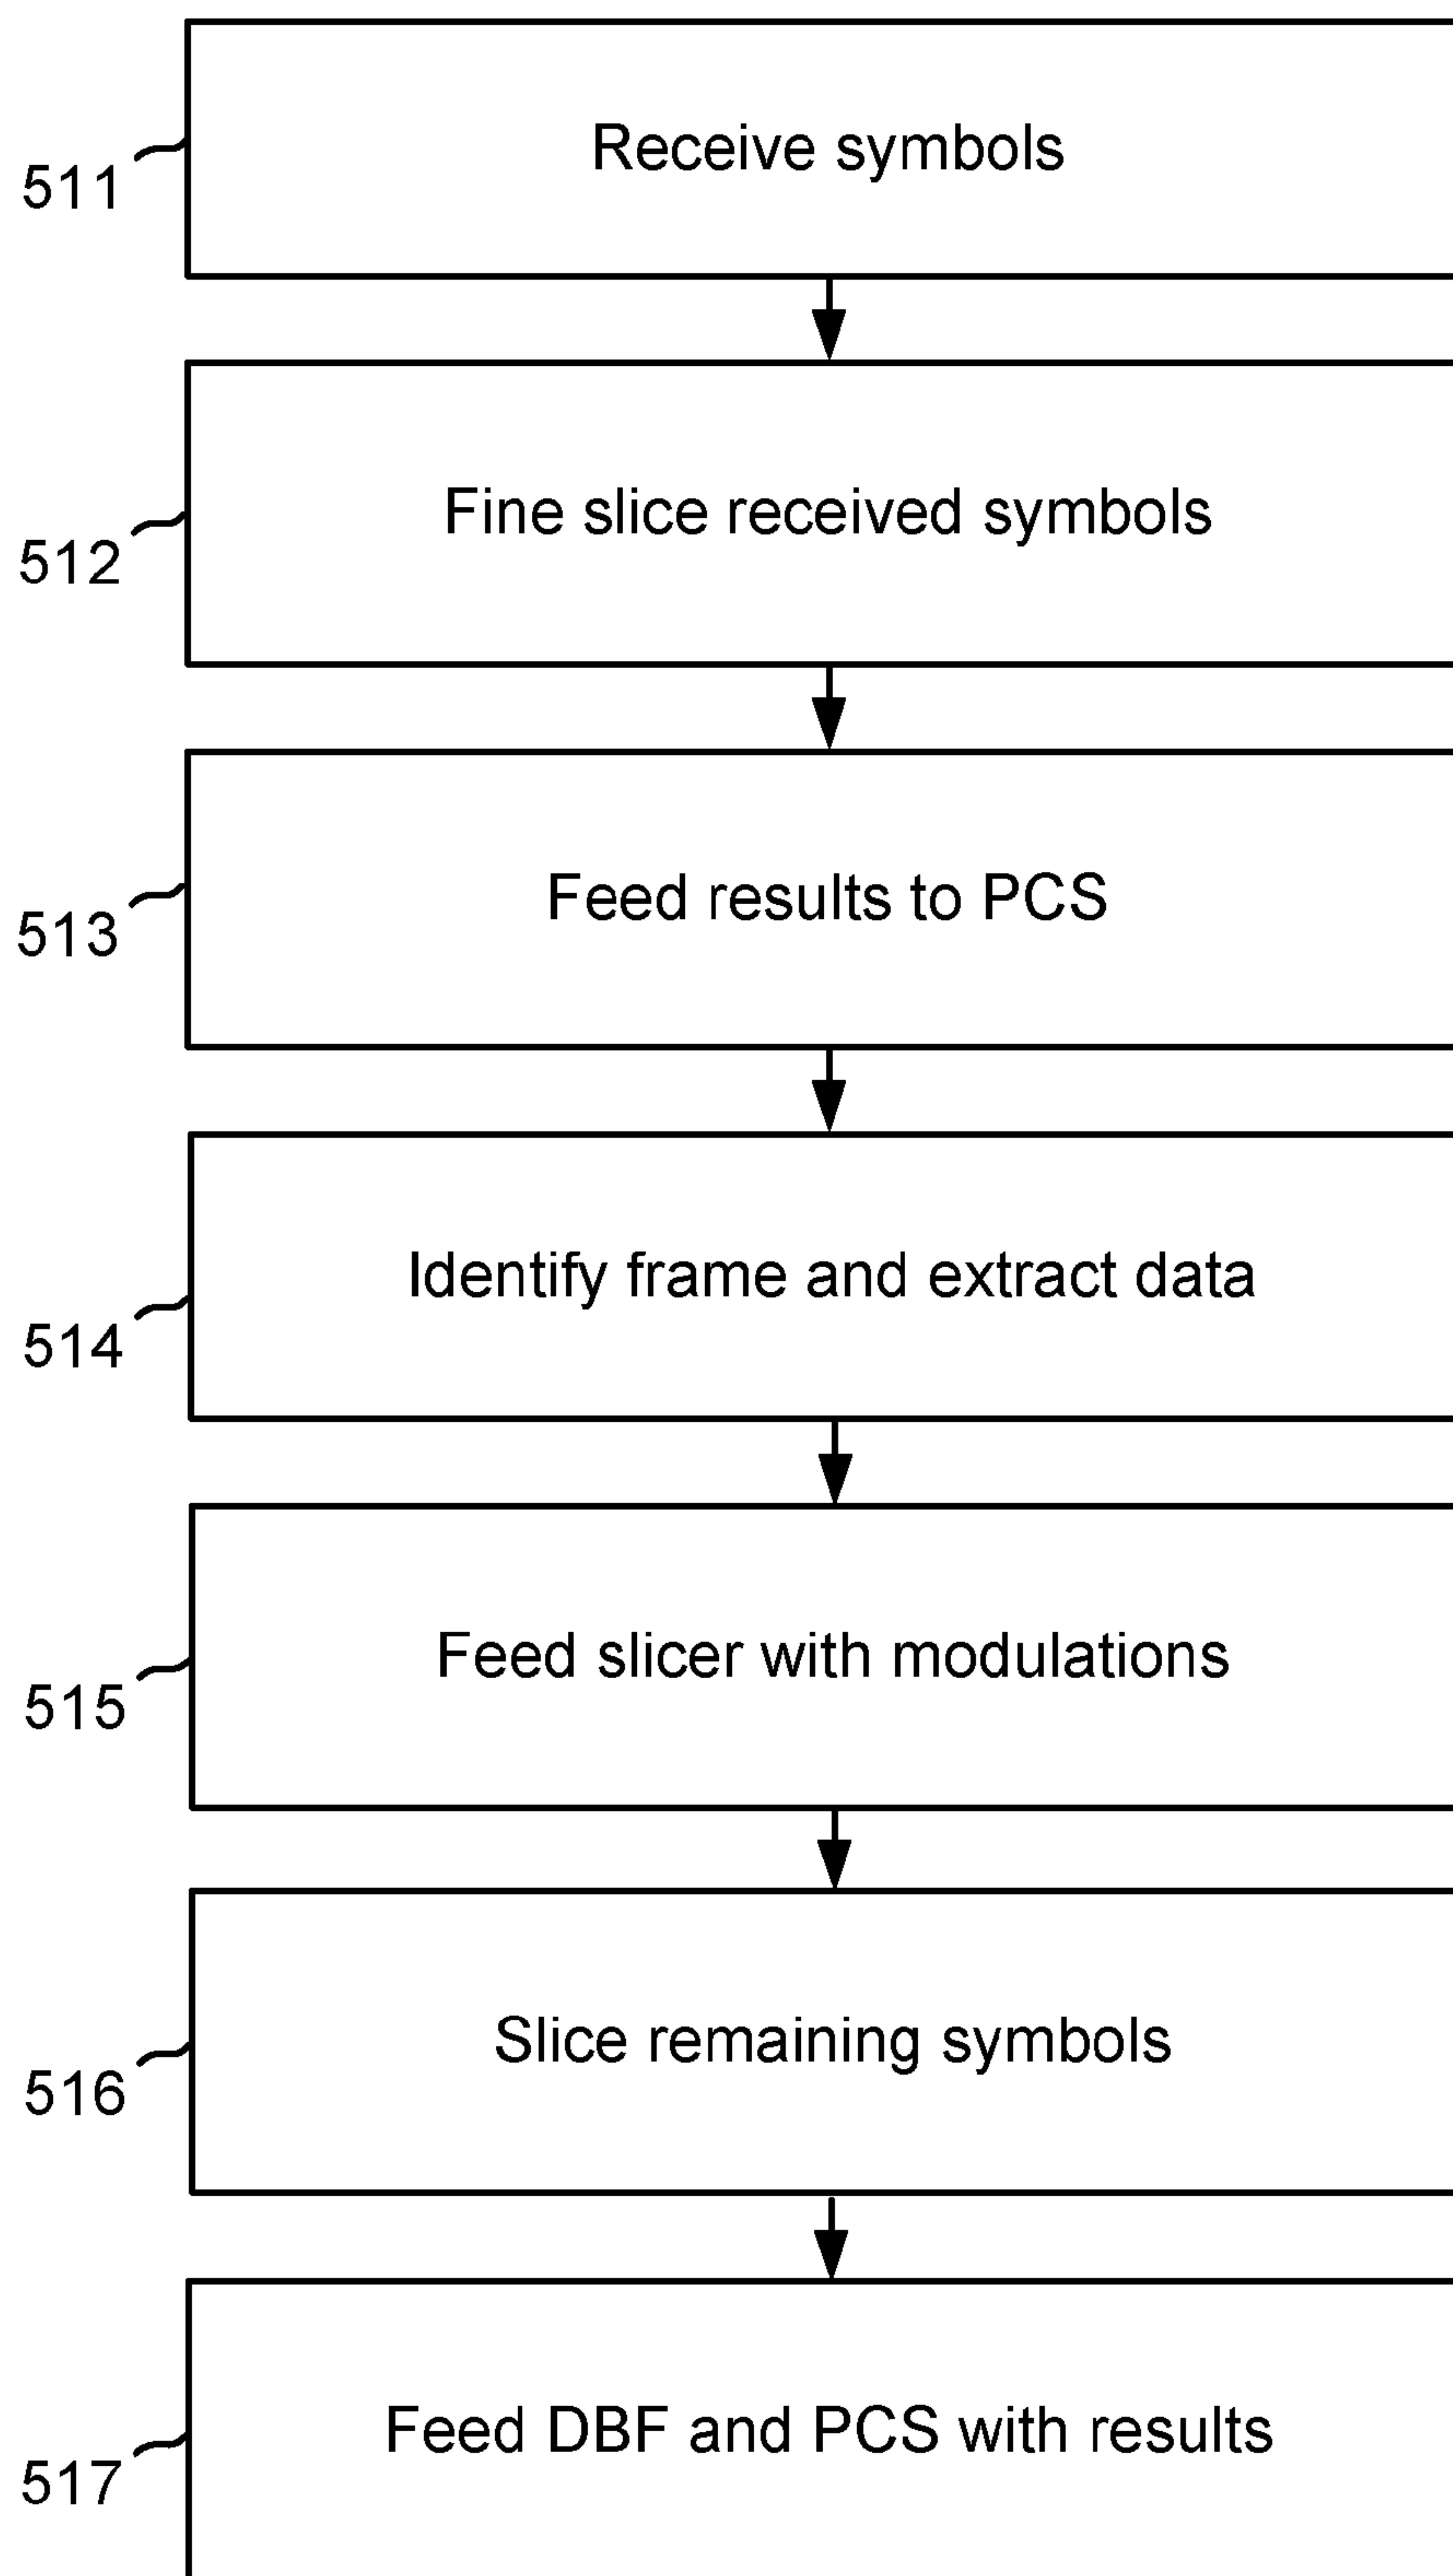 Receive symbols
511
Fine slice received symbols
512
Feed results to PCS
513
Identify frame and extract data
514
Feed slicer with modulations
515
Slice remaining symbols
516
Feed DBF and PCS with results
517